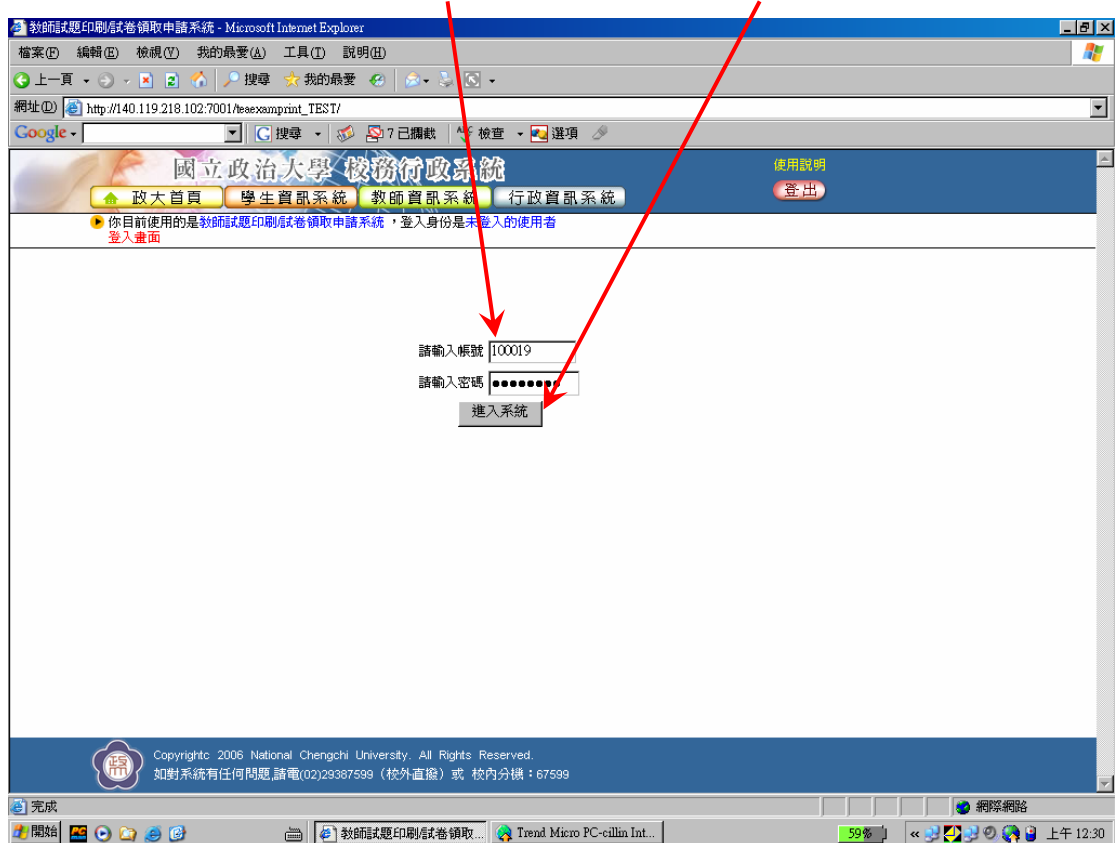 教師試題印刷/試卷領取申請系統 - Microsoft Internet Explorer
檔案(F) 編輯(E) 檢視(V) 我的最愛(A) 工具(T) 說明(H)
上一頁 搜尋 我的最愛
網址(D) http://140.119.218.102:7001/teaexamprint_TEST/
Google 搜尋 7 已攔截 檢查 選項
國立政治大學 校務行政系統 使用說明
政大首頁 學生資訊系統 教師資訊系統 行政資訊系統 登出
你目前使用的是教師試題印刷/試卷領取申請系統,登入身份是未登入的使用者
登入畫面
請輸入帳號 100019
請輸入密碼 ●●●●●●●●
進入系統
Copyrightc 2006 National Chengchi University. All Rights Reserved.
如對系統有任何問題,請電(02)29387599(校外直撥)或 校內分機:67599
完成 網際網路
開始 教師試題印刷/試卷領取... Trend Micro PC-cillin Int... 59% « 上午 12:30